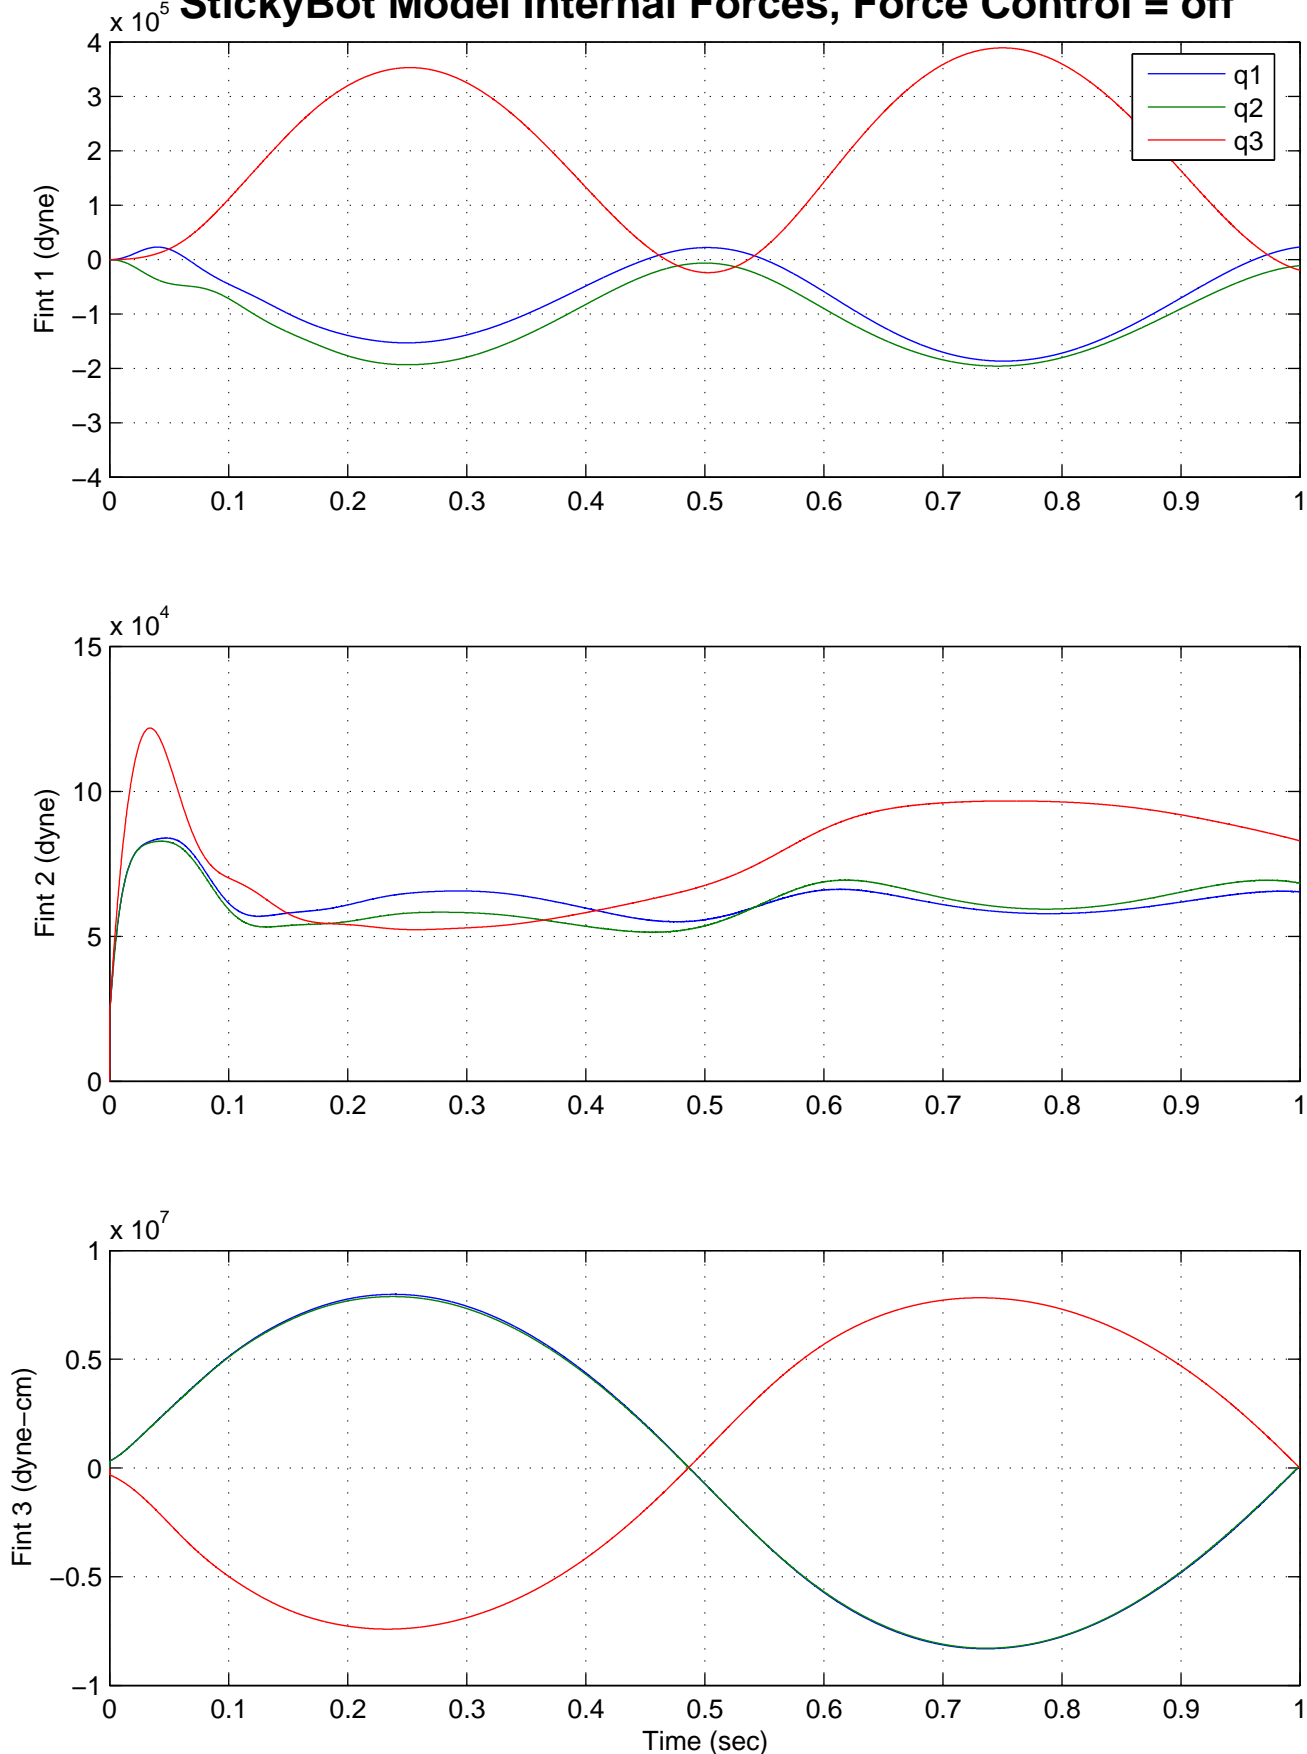 StickyBot Model Internal Forces, Force Control = off
x 10^5
4
3
2
1
0
−1
−2
−3
−4
Fint 1 (dyne)
q1
q2
q3
0 0.1 0.2 0.3 0.4 0.5 0.6 0.7 0.8 0.9 1
x 10^4
15
10
5
0
Fint 2 (dyne)
0 0.1 0.2 0.3 0.4 0.5 0.6 0.7 0.8 0.9 1
x 10^7
1
0.5
0
−0.5
−1
Fint 3 (dyne−cm)
0 0.1 0.2 0.3 0.4 0.5 0.6 0.7 0.8 0.9 1
Time (sec)